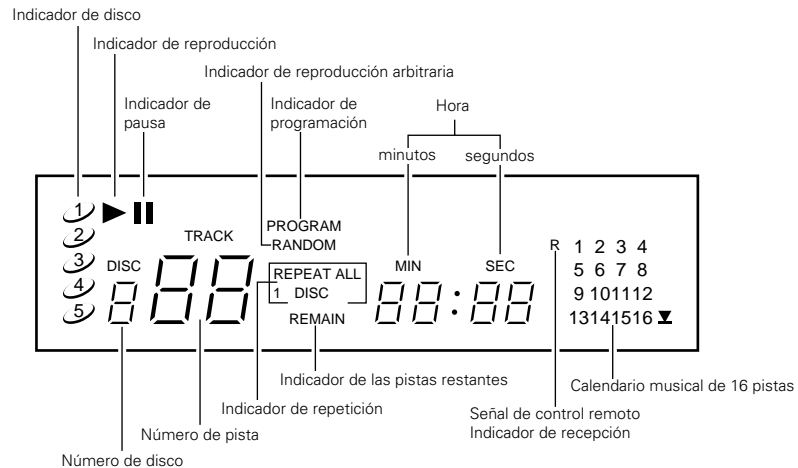 Indicador de disco
Indicador de reproducción
Indicador de reproducción arbitraria
Indicador de
pausa
Indicador de
programación
Hora
minutos
segundos
1
2
3
4
5
DISC
8
TRACK
88
PROGRAM
RANDOM
REPEAT ALL
1 DISC
REMAIN
MIN
SEC
88:88
R 1 2 3 4
5 6 7 8
9 10 11 12
13 14 15 16
Indicador de las pistas restantes
Calendario musical de 16 pistas
Indicador de repetición
Señal de control remoto
Indicador de recepción
Número de pista
Número de disco